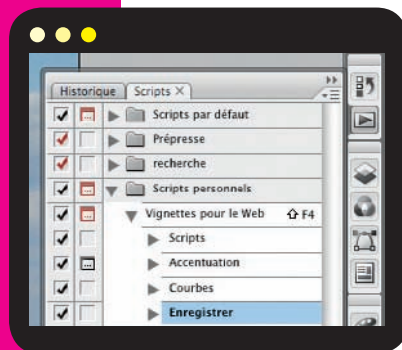 Historique Scripts
Scripts par défaut
Prépresse
recherche
Scripts personnels
Vignettes pour le Web ⇧ F4
Scripts
Accentuation
Courbes
Enregistrer